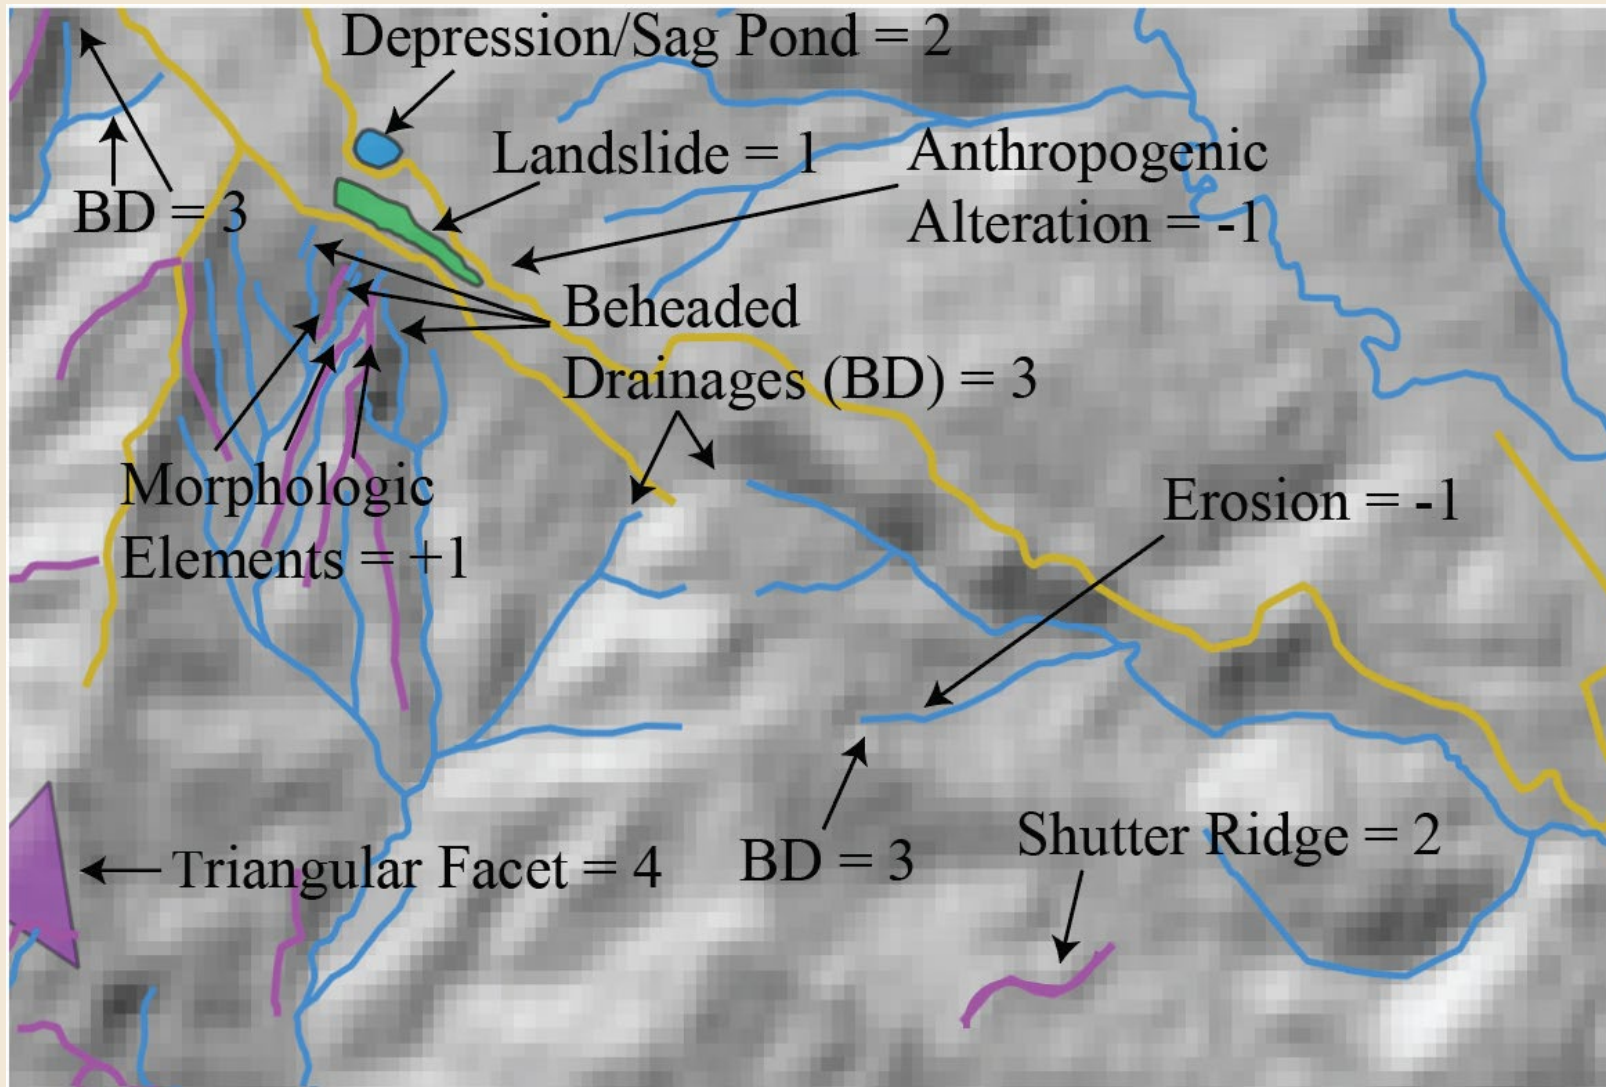 Depression/Sag Pond = 2
Landslide = 1
Anthropogenic
Alteration = -1
BD = 3
Beheaded
Drainages (BD) = 3
Morphologic
Elements = +1
Erosion = -1
Triangular Facet = 4
BD = 3
Shutter Ridge = 2